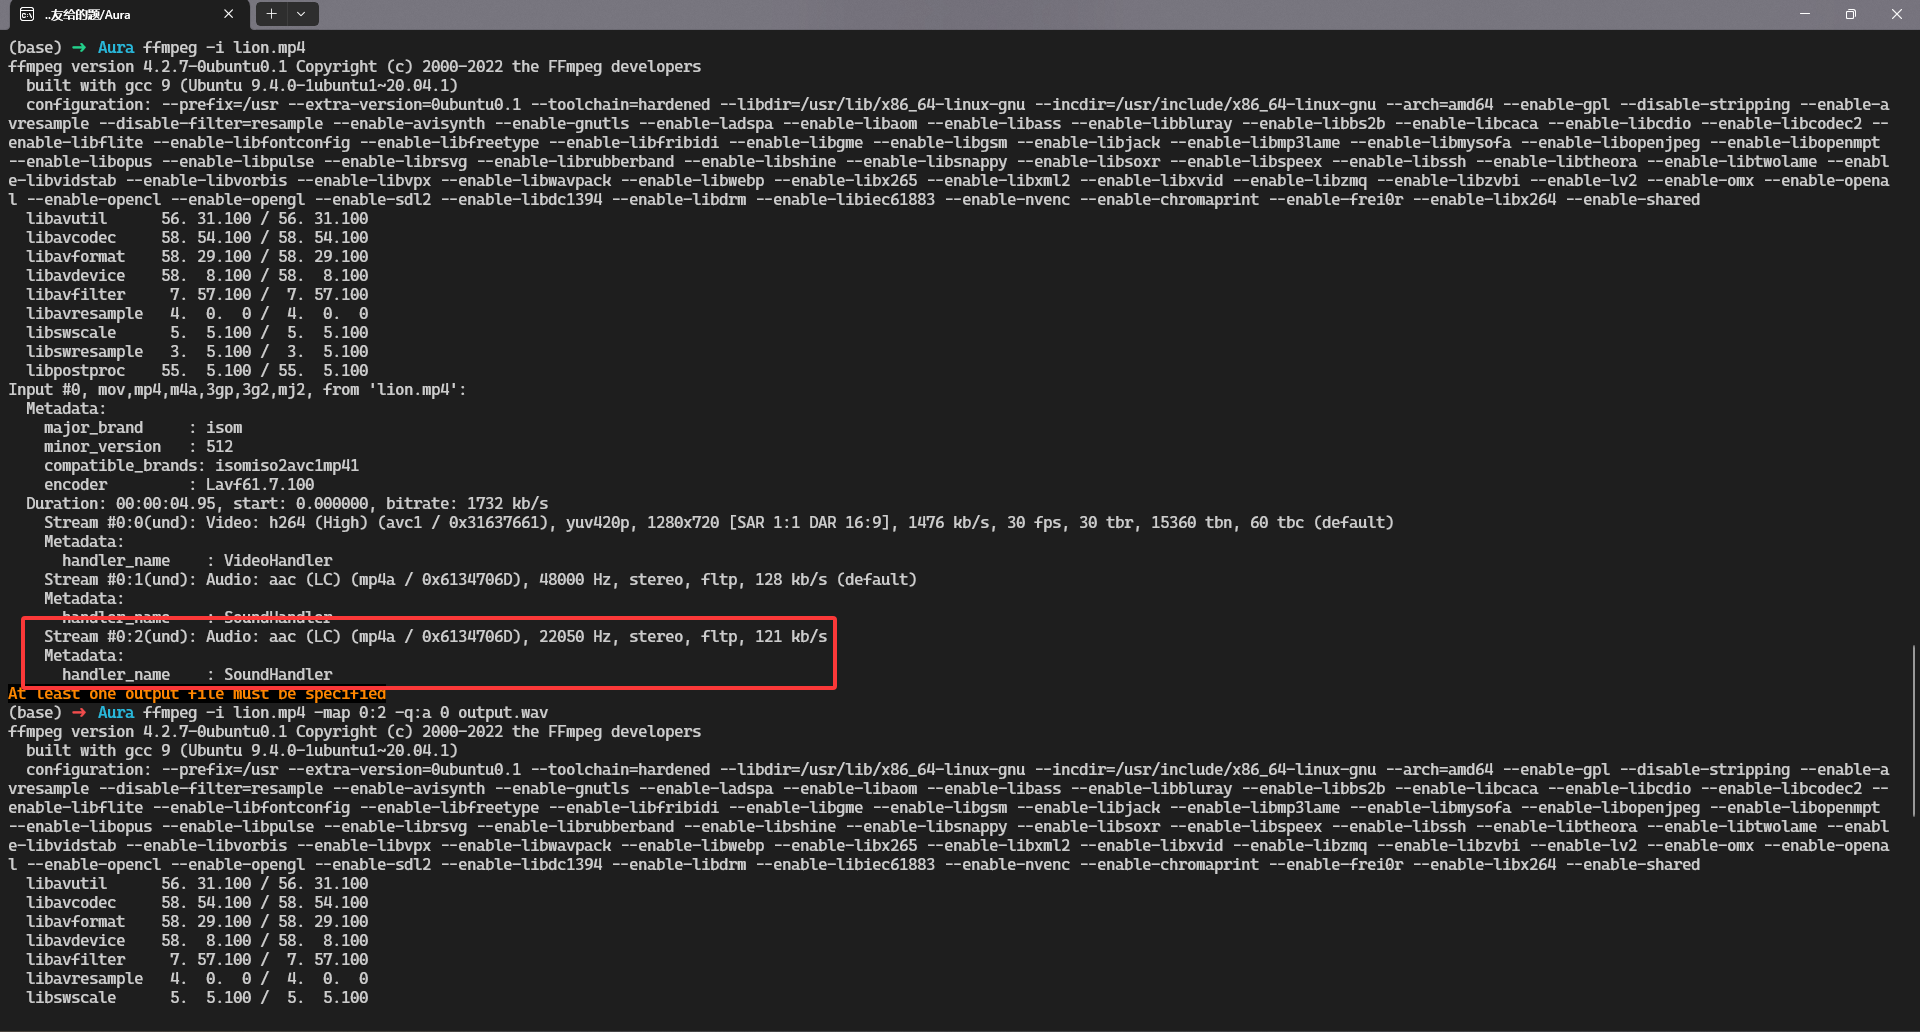 ..友给的题/Aura
(base) → Aura ffmpeg -i lion.mp4
ffmpeg version 4.2.7-0ubuntu0.1 Copyright (c) 2000-2022 the FFmpeg developers
  built with gcc 9 (Ubuntu 9.4.0-1ubuntu1~20.04.1)
  configuration: --prefix=/usr --extra-version=0ubuntu0.1 --toolchain=hardened --libdir=/usr/lib/x86_64-linux-gnu --incdir=/usr/include/x86_64-linux-gnu --arch=amd64 --enable-gpl --disable-stripping --enable-a
vresample --disable-filter=resample --enable-avisynth --enable-gnutls --enable-ladspa --enable-libaom --enable-libass --enable-libbluray --enable-libbs2b --enable-libcaca --enable-libcdio --enable-libcodec2 --
enable-libflite --enable-libfontconfig --enable-libfreetype --enable-libfribidi --enable-libgme --enable-libgsm --enable-libjack --enable-libmp3lame --enable-libmysofa --enable-libopenjpeg --enable-libopenmpt
--enable-libopus --enable-libpulse --enable-librsvg --enable-librubberband --enable-libshine --enable-libsnappy --enable-libsoxr --enable-libspeex --enable-libssh --enable-libtheora --enable-libtwolame --enabl
e-libvidstab --enable-libvorbis --enable-libvpx --enable-libwavpack --enable-libwebp --enable-libx265 --enable-libxml2 --enable-libxvid --enable-libzmq --enable-libzvbi --enable-lv2 --enable-omx --enable-opena
l --enable-opencl --enable-opengl --enable-sdl2 --enable-libdc1394 --enable-libdrm --enable-libiec61883 --enable-nvenc --enable-chromaprint --enable-frei0r --enable-libx264 --enable-shared
  libavutil      56. 31.100 / 56. 31.100
  libavcodec     58. 54.100 / 58. 54.100
  libavformat    58. 29.100 / 58. 29.100
  libavdevice    58.  8.100 / 58.  8.100
  libavfilter     7. 57.100 /  7. 57.100
  libavresample   4.  0.  0 /  4.  0.  0
  libswscale      5.  5.100 /  5.  5.100
  libswresample   3.  5.100 /  3.  5.100
  libpostproc    55.  5.100 / 55.  5.100
Input #0, mov,mp4,m4a,3gp,3g2,mj2, from 'lion.mp4':
  Metadata:
    major_brand     : isom
    minor_version   : 512
    compatible_brands: isomiso2avc1mp41
    encoder         : Lavf61.7.100
  Duration: 00:00:04.95, start: 0.000000, bitrate: 1732 kb/s
    Stream #0:0(und): Video: h264 (High) (avc1 / 0x31637661), yuv420p, 1280x720 [SAR 1:1 DAR 16:9], 1476 kb/s, 30 fps, 30 tbr, 15360 tbn, 60 tbc (default)
    Metadata:
      handler_name    : VideoHandler
    Stream #0:1(und): Audio: aac (LC) (mp4a / 0x6134706D), 48000 Hz, stereo, fltp, 128 kb/s (default)
    Metadata:
      handler_name    : SoundHandler
    Stream #0:2(und): Audio: aac (LC) (mp4a / 0x6134706D), 22050 Hz, stereo, fltp, 121 kb/s
    Metadata:
      handler_name    : SoundHandler
At least one output file must be specified
(base) → Aura ffmpeg -i lion.mp4 -map 0:2 -q:a 0 output.wav
ffmpeg version 4.2.7-0ubuntu0.1 Copyright (c) 2000-2022 the FFmpeg developers
  built with gcc 9 (Ubuntu 9.4.0-1ubuntu1~20.04.1)
  configuration: --prefix=/usr --extra-version=0ubuntu0.1 --toolchain=hardened --libdir=/usr/lib/x86_64-linux-gnu --incdir=/usr/include/x86_64-linux-gnu --arch=amd64 --enable-gpl --disable-stripping --enable-a
vresample --disable-filter=resample --enable-avisynth --enable-gnutls --enable-ladspa --enable-libaom --enable-libass --enable-libbluray --enable-libbs2b --enable-libcaca --enable-libcdio --enable-libcodec2 --
enable-libflite --enable-libfontconfig --enable-libfreetype --enable-libfribidi --enable-libgme --enable-libgsm --enable-libjack --enable-libmp3lame --enable-libmysofa --enable-libopenjpeg --enable-libopenmpt
--enable-libopus --enable-libpulse --enable-librsvg --enable-librubberband --enable-libshine --enable-libsnappy --enable-libsoxr --enable-libspeex --enable-libssh --enable-libtheora --enable-libtwolame --enabl
e-libvidstab --enable-libvorbis --enable-libvpx --enable-libwavpack --enable-libwebp --enable-libx265 --enable-libxml2 --enable-libxvid --enable-libzmq --enable-libzvbi --enable-lv2 --enable-omx --enable-opena
l --enable-opencl --enable-opengl --enable-sdl2 --enable-libdc1394 --enable-libdrm --enable-libiec61883 --enable-nvenc --enable-chromaprint --enable-frei0r --enable-libx264 --enable-shared
  libavutil      56. 31.100 / 56. 31.100
  libavcodec     58. 54.100 / 58. 54.100
  libavformat    58. 29.100 / 58. 29.100
  libavdevice    58.  8.100 / 58.  8.100
  libavfilter     7. 57.100 /  7. 57.100
  libavresample   4.  0.  0 /  4.  0.  0
  libswscale      5.  5.100 /  5.  5.100